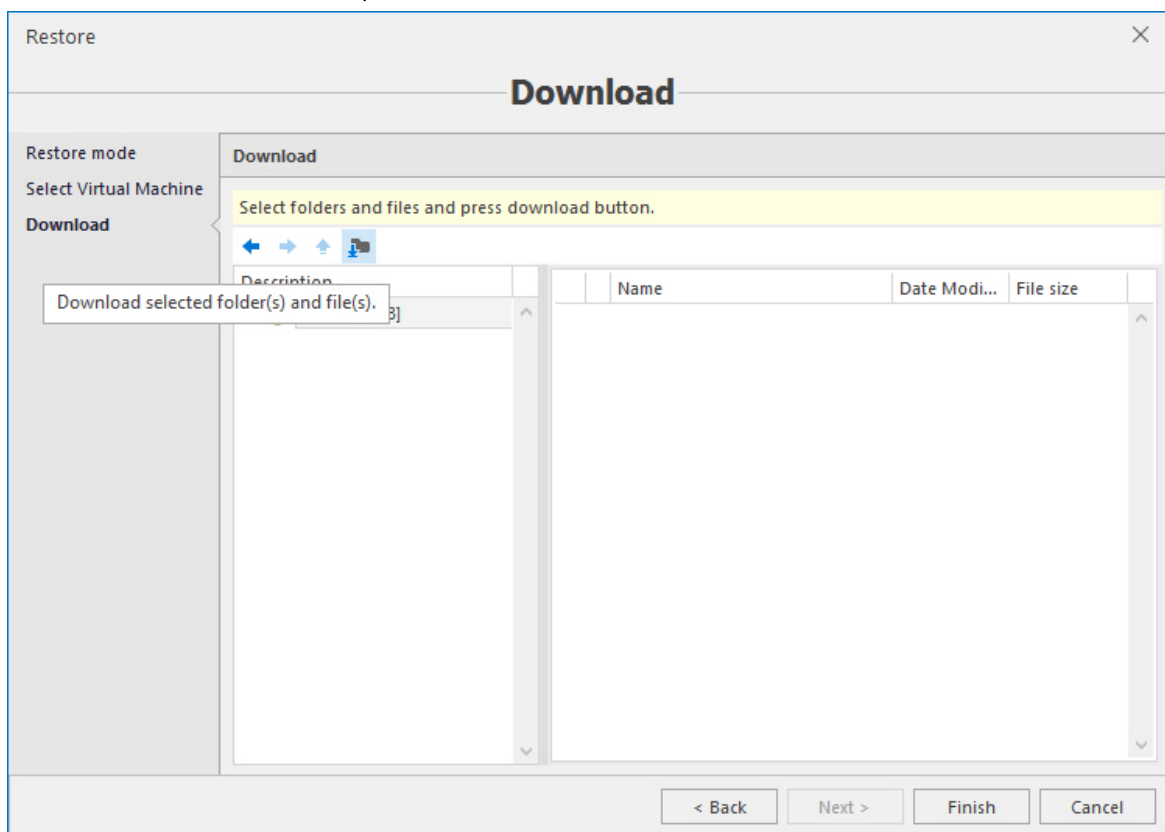 Restore
Download
Restore mode
Select Virtual Machine
Download
Download
Select folders and files and press download button.
Description
Name
Date Modi...
File size
Download selected folder(s) and file(s).
3]
< Back
Next >
Finish
Cancel